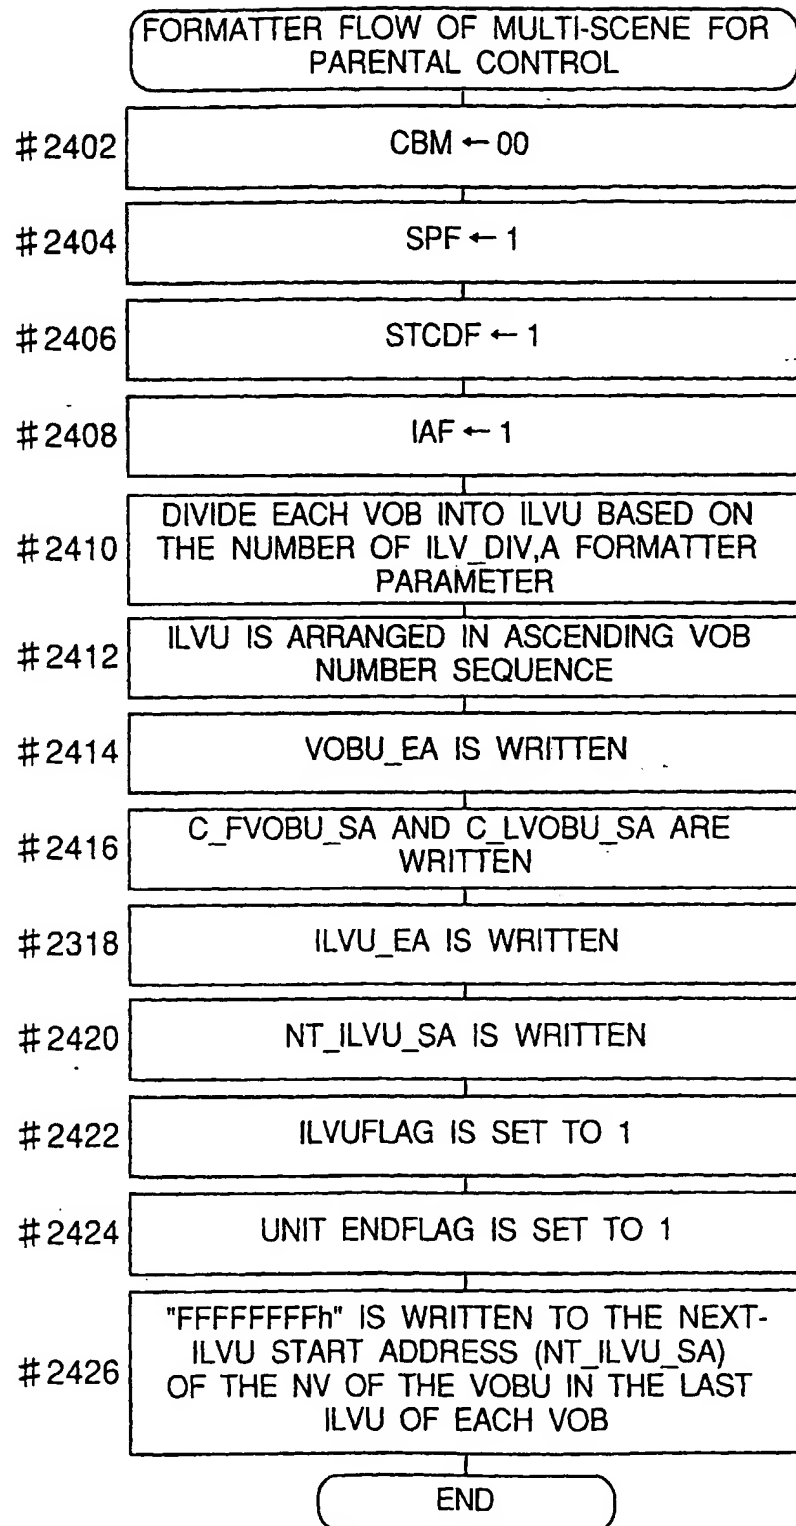 FORMATTER FLOW OF MULTI-SCENE FOR
PARENTAL CONTROL
#2402
CBM ← 00
#2404
SPF ← 1
#2406
STCDF ← 1
#2408
IAF ← 1
#2410
DIVIDE EACH VOB INTO ILVU BASED ON
THE NUMBER OF ILV_DIV,A FORMATTER
PARAMETER
#2412
ILVU IS ARRANGED IN ASCENDING VOB
NUMBER SEQUENCE
#2414
VOBU_EA IS WRITTEN
#2416
C_FVOBU_SA AND C_LVOBU_SA ARE
WRITTEN
#2318
ILVU_EA IS WRITTEN
#2420
NT_ILVU_SA IS WRITTEN
#2422
ILVUFLAG IS SET TO 1
#2424
UNIT ENDFLAG IS SET TO 1
#2426
"FFFFFFFFFh" IS WRITTEN TO THE NEXT-
ILVU START ADDRESS (NT_ILVU_SA)
OF THE NV OF THE VOBU IN THE LAST
ILVU OF EACH VOB
END